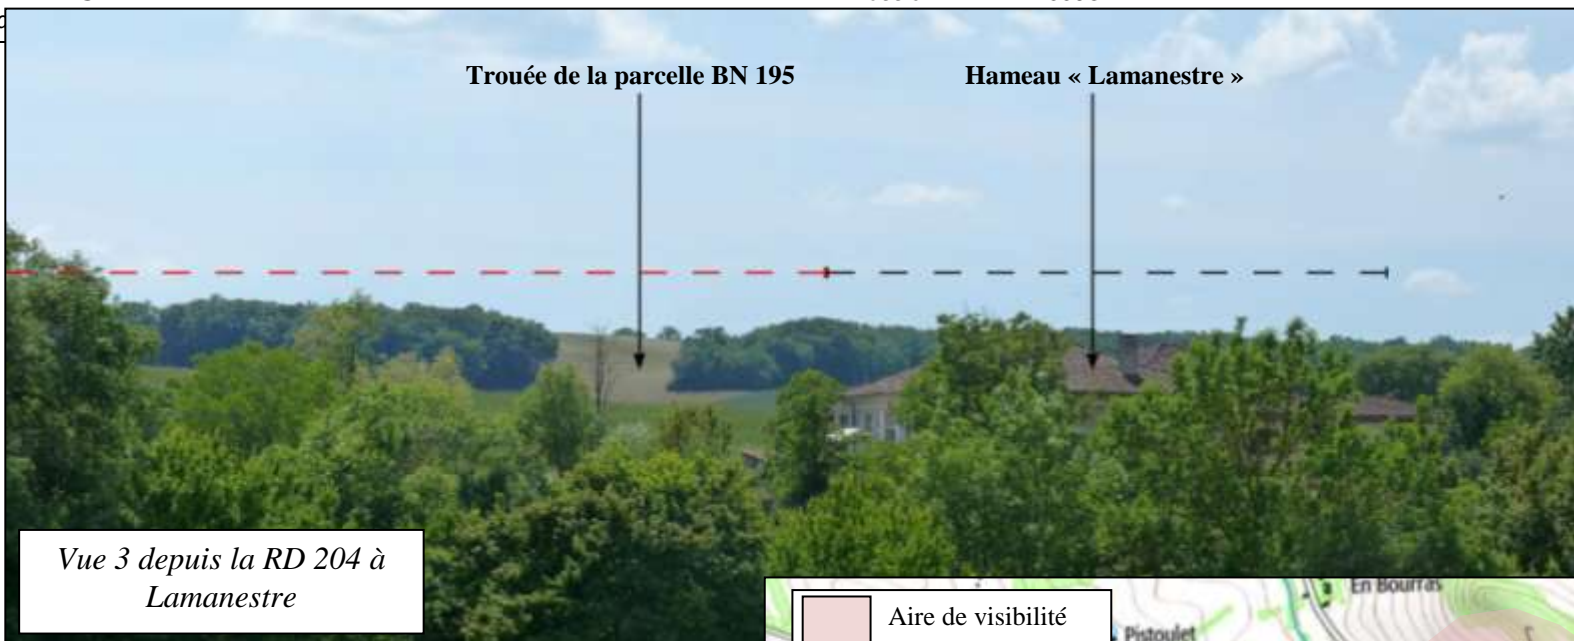 Trouée de la parcelle BN 195
Hameau « Lamanestre »
Vue 3 depuis la RD 204 à
Lamanestre
Aire de visibilité
En Bourras
Pistoulet